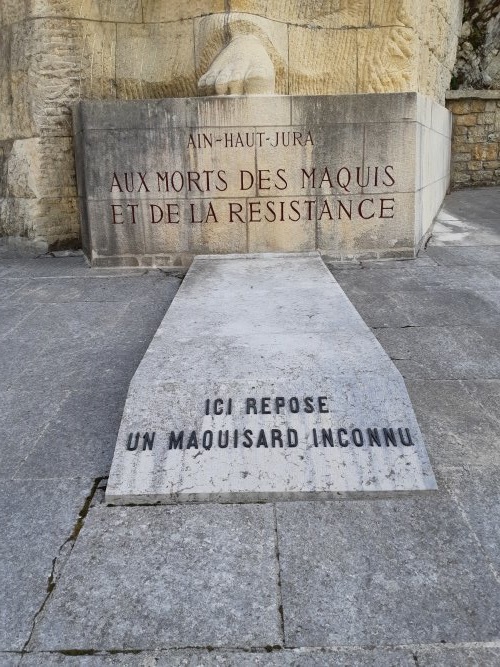 AIN-HAUT-JURA
AUX MORTS DES MAQUIS
ET DE LA RESISTANCE
ICI REPOSE
UN MAQUISARD INCONNU